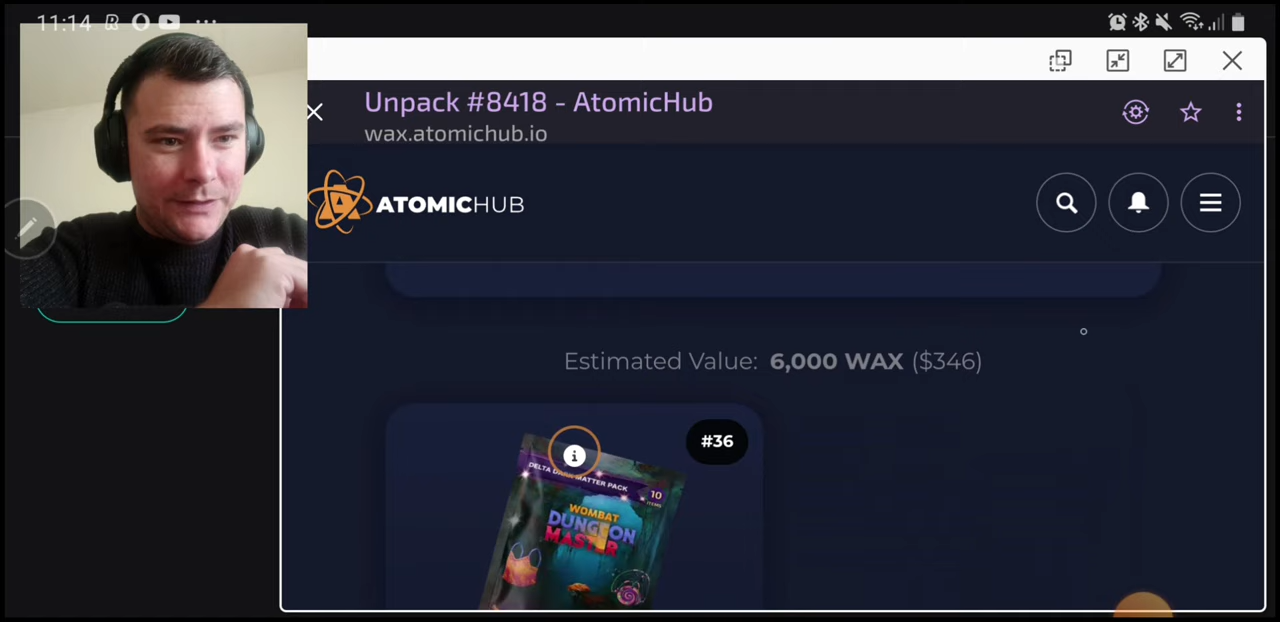 11:14
Unpack #8418 - AtomicHub
wax.atomichub.io
ATOMICHUB
Estimated Value: 6,000 WAX ($346)
#36
DELTA DARK MATTER PACK
10
ITEMS
WOMBAT
DUNGEON
MASTER